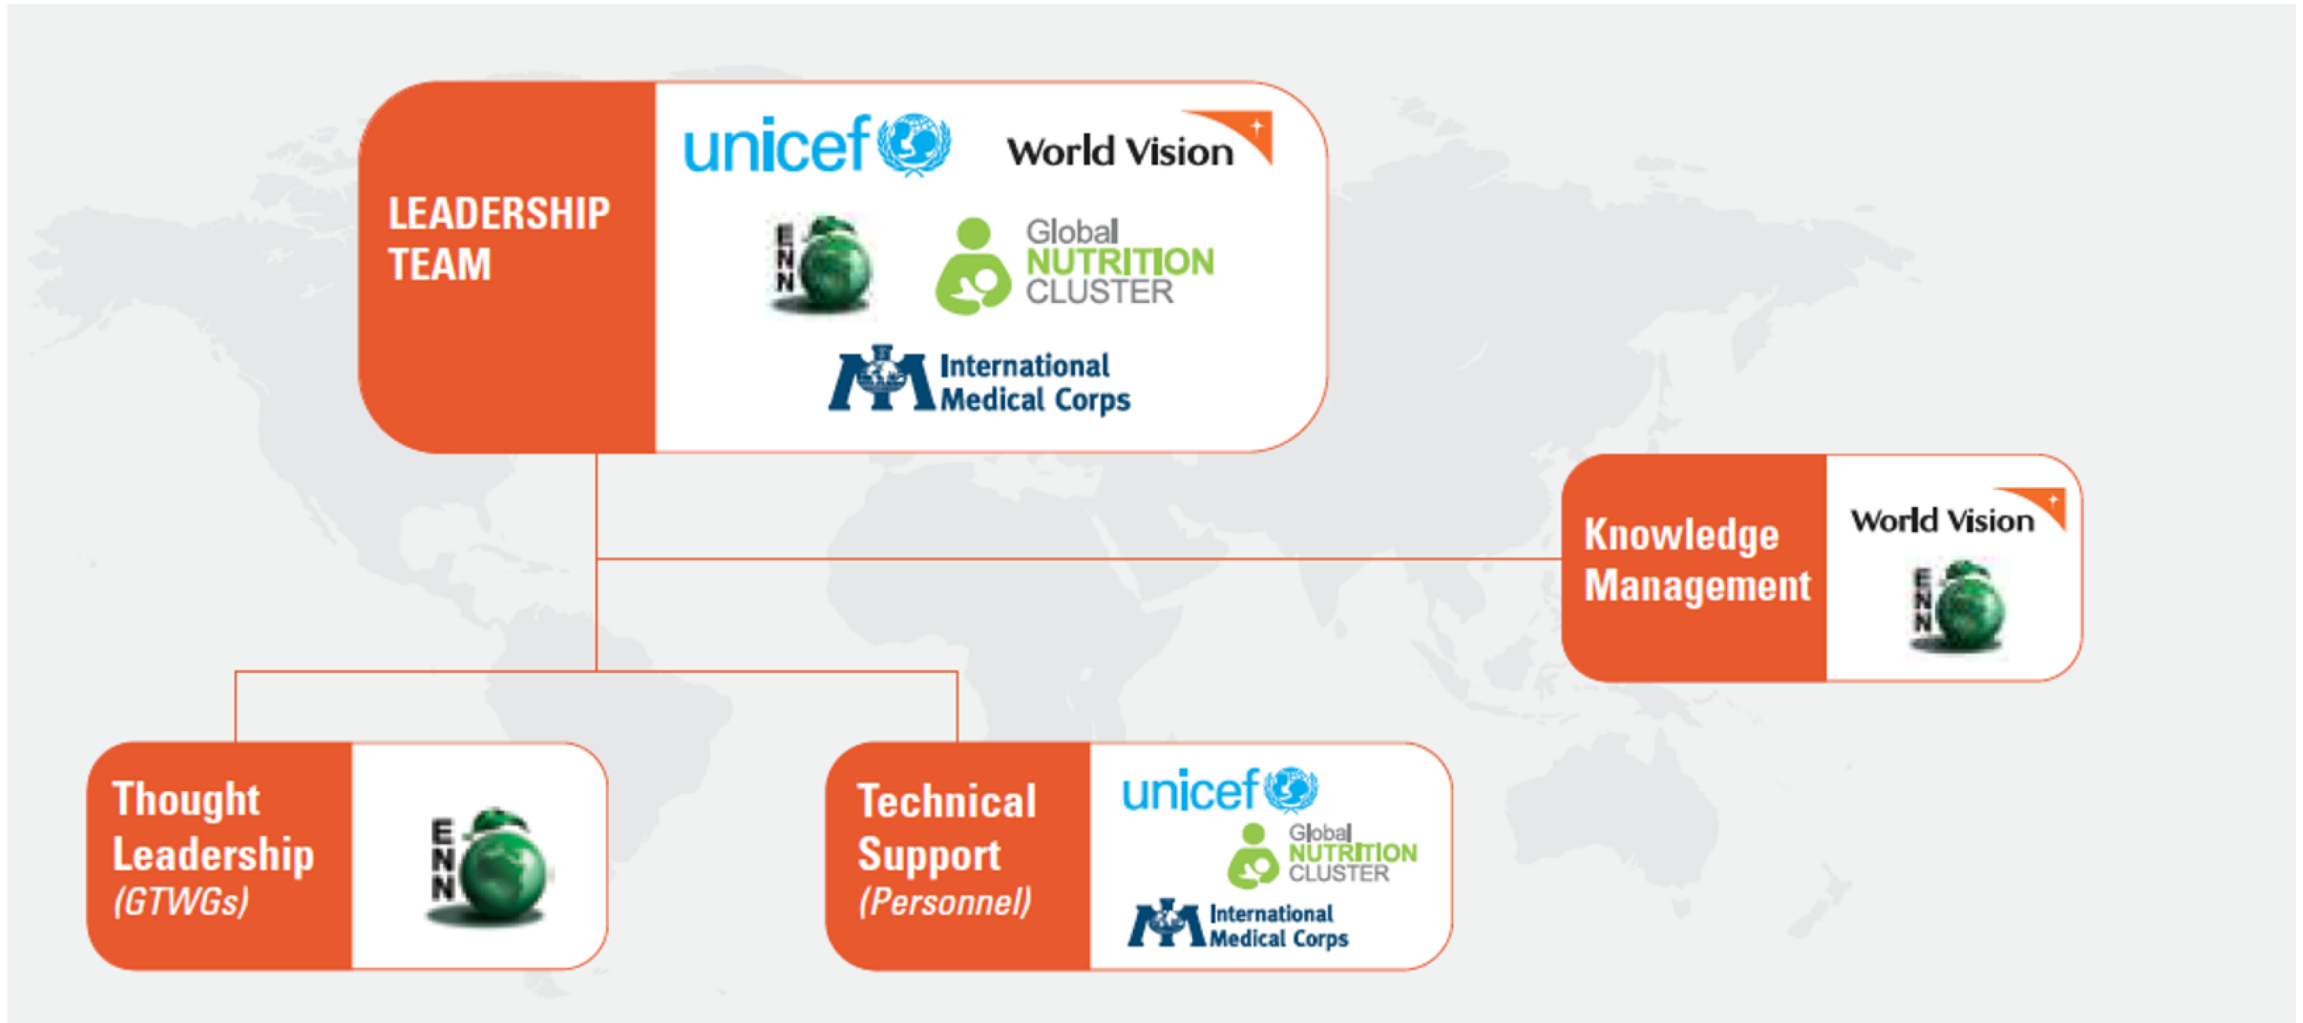 LEADERSHIP
TEAM
unicef
World Vision
ENN
Global
NUTRITION
CLUSTER
International
Medical Corps
Knowledge
Management
World Vision
ENN
Thought
Leadership
(GTWGs)
ENN
Technical
Support
(Personnel)
unicef
Global
NUTRITION
CLUSTER
International
Medical Corps